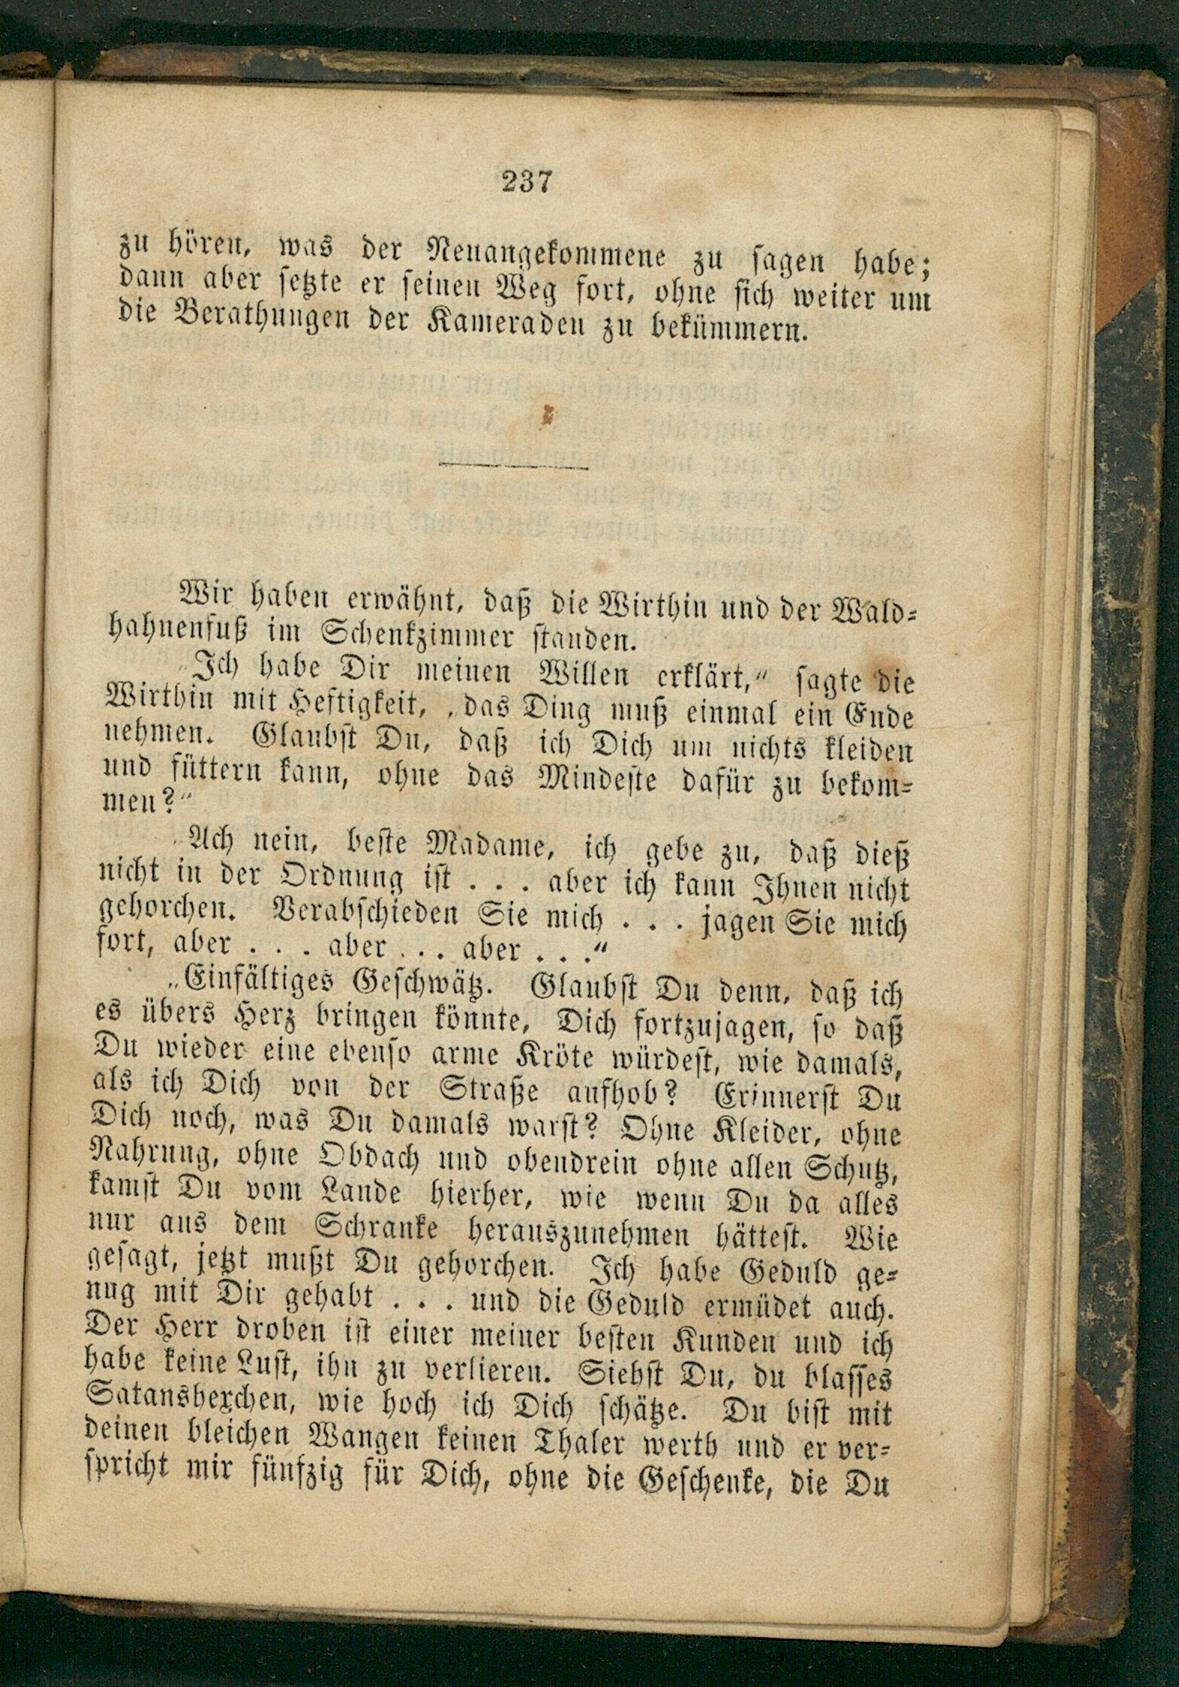 237
zu hören, was der Neuangekommene zu sagen habe;
dann aber setzte er seinen Weg fort, ohne sich weiter um
die Berathungen der Kameraden zu bekümmern.
Wir haben erwähnt, daß die Wirthin und der Wald-
hahnenfuß im Schenkzimmer standen.
„Ich habe Dir meinen Willen erklärt,“ sagte die
Wirthin mit Heftigkeit, „das Ding muß einmal ein Ende
nehmen. Glaubst Du, daß ich Dich um nichts kleiden
und füttern kann, ohne das Mindeste dafür zu bekom-
men?“
„Ach nein, beste Madame, ich gebe zu, daß dieß
nicht in der Ordnung ist . . . aber ich kann Ihnen nicht
gehorchen. Verabschieden Sie mich . . . jagen Sie mich
fort, aber . . . aber . . . aber . . .“
„Einfältiges Geschwätz. Glaubst Du denn, daß ich
es übers Herz bringen könnte, Dich fortzujagen, so daß
Du wieder eine ebenso arme Kröte würdest, wie damals,
als ich Dich von der Straße aufhob? Erinnerst Du
Dich noch, was Du damals warst? Ohne Kleider, ohne
Nahrung, ohne Obdach und obendrein ohne allen Schutz,
kamst Du vom Lande hierher, wie wenn Du da alles
nur aus dem Schranke herauszunehmen hättest. Wie
gesagt, jetzt mußt Du gehorchen. Ich habe Geduld ge-
nug mit Dir gehabt . . . und die Geduld ermüdet auch.
Der Herr droben ist einer meiner besten Kunden und ich
habe keine Lust, ihn zu verlieren. Siehst Du, du blasses
Satanshexchen, wie hoch ich Dich schätze. Du bist mit
deinen bleichen Wangen keinen Thaler werth und er ver-
spricht mir fünfzig für Dich, ohne die Geschenke, die Du